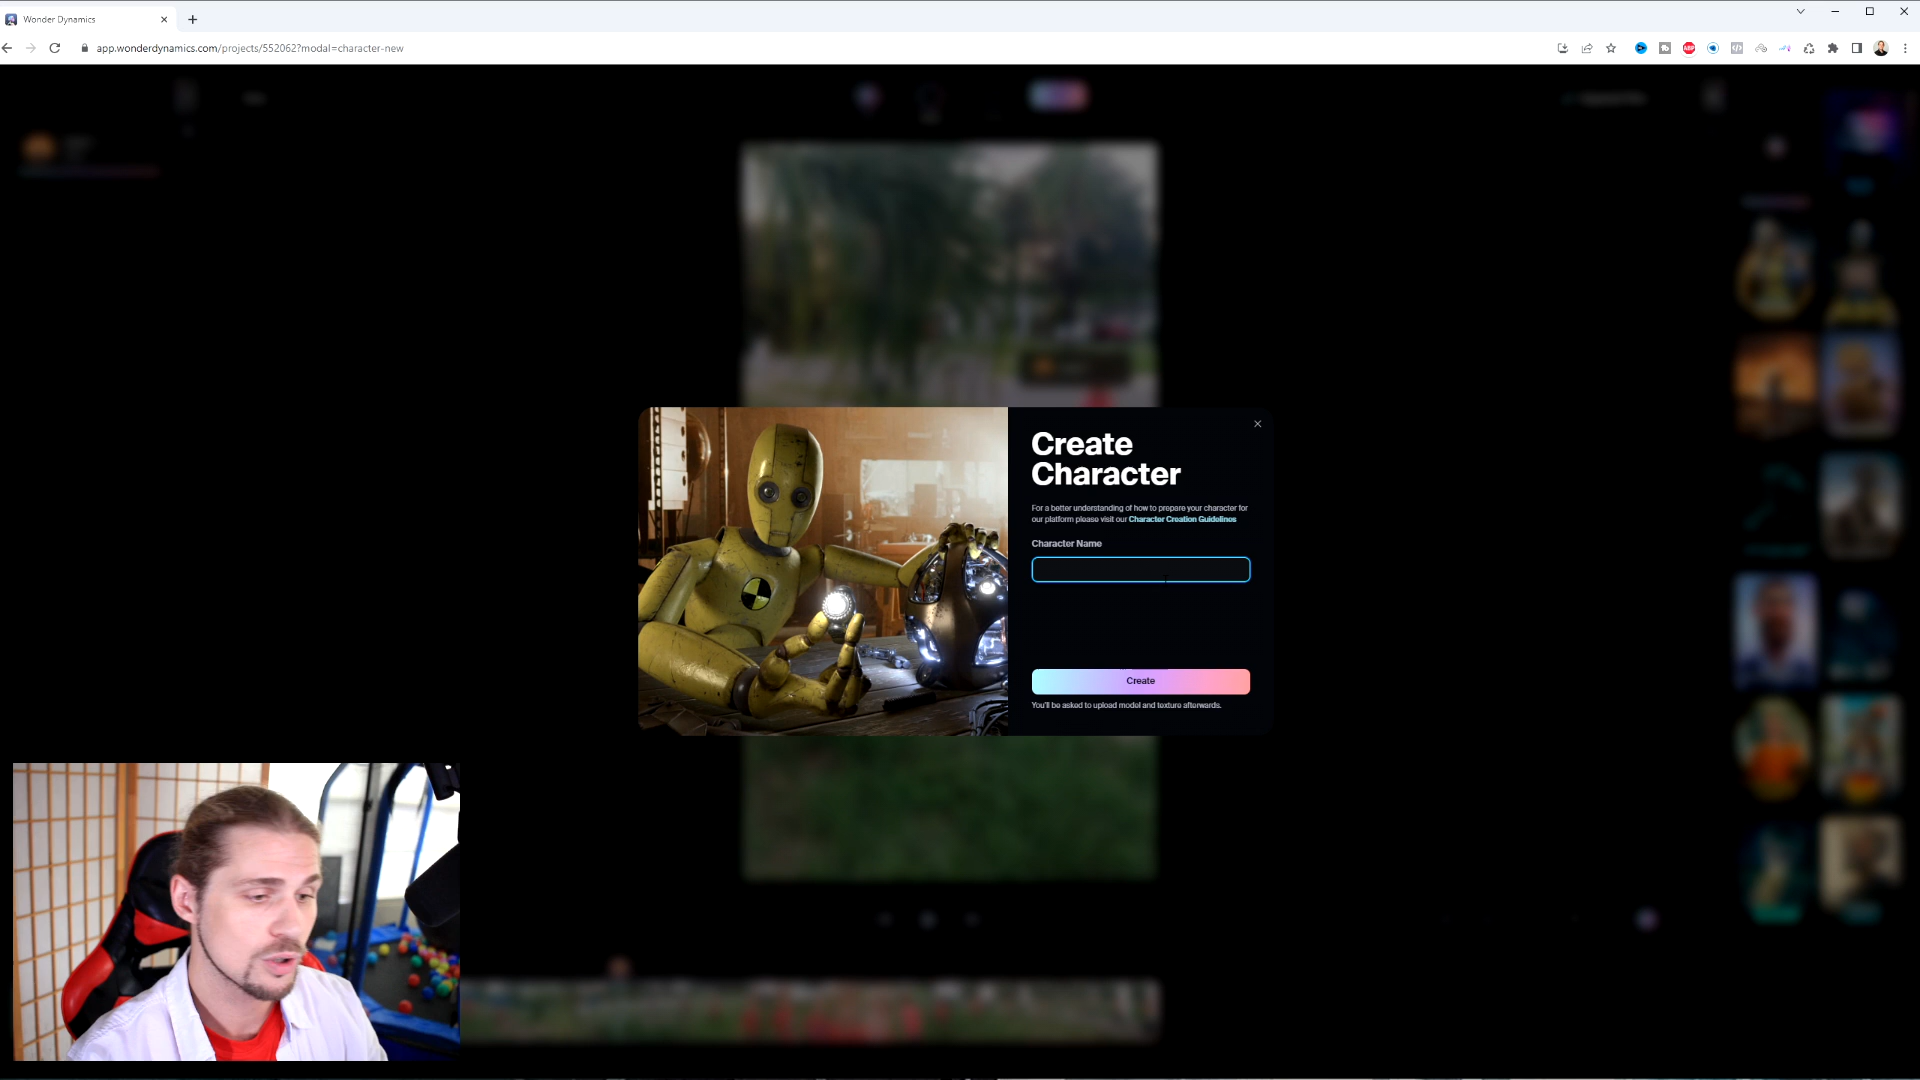 Wonder Dynamics
app.wonderdynamics.com/projects/552062?modal=character-new
ABP
Create
Character
For a better understanding of how to prepare your character for
our platform please visit our Character Creation Guidelines
Character Name
Create
You'll be asked to upload model and texture afterwards.